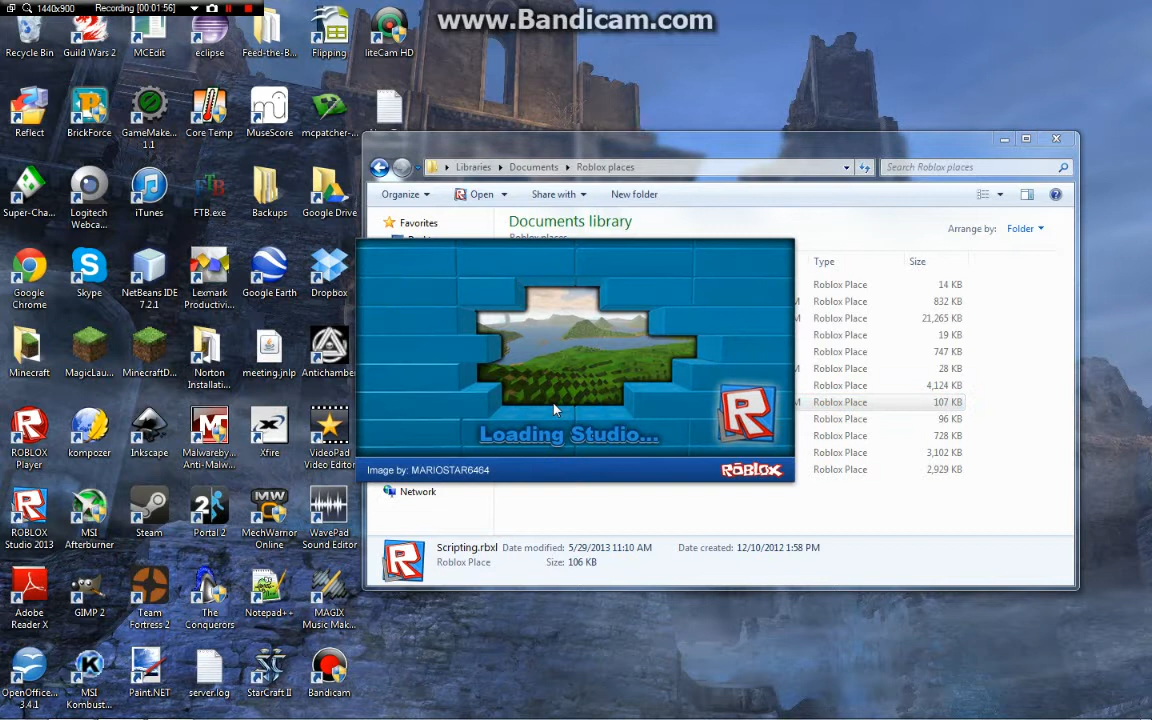 1440x900 Recording [00:01:56]
www.Bandicam.com
Recycle Bin Guild Wars 2 MCEdit eclipse Feed-the-B... Flipping liteCam HD
Reflect BrickForce GameMake... 1.1 Core Temp MuseScore mcpatcher-...
Super-Cha... Logitech Webca... iTunes FTB.exe Backups Google Drive
Google Chrome Skype NetBeans IDE 7.2.1 Lexmark Productivi... Google Earth Dropbox
Minecraft MagicLau... MinecraftD... Norton Installati... meeting.jnlp Antichamber
ROBLOX Player kompozer Inkscape Malwareby... Anti-Malw... Xfire VideoPad Video Editor
ROBLOX Studio 2013 MSI Afterburner Steam Portal 2 MechWarrior Online WavePad Sound Editor
Adobe Reader X GIMP 2 Team Fortress 2 The Conquerors Notepad++ MAGIX Music Mak...
OpenOffice... 3.4.1 MSI Kombust... Paint.NET server.log StarCraft II Bandicam
Libraries Documents Roblox places
Search Roblox places
Organize Open Share with New folder
Favorites
Documents library
Roblox places
Arrange by: Folder
Type Size
Roblox Place 14 KB
Roblox Place 832 KB
Roblox Place 21,265 KB
Roblox Place 19 KB
Roblox Place 747 KB
Roblox Place 28 KB
Roblox Place 4,124 KB
Roblox Place 107 KB
Roblox Place 96 KB
Roblox Place 728 KB
Roblox Place 3,102 KB
Roblox Place 2,929 KB
Loading Studio...
Image by: MARIOSTAR6464
ROBLOX
Network
Scripting.rbxl Date modified: 5/29/2013 11:10 AM Date created: 12/10/2012 1:58 PM
Roblox Place Size: 106 KB